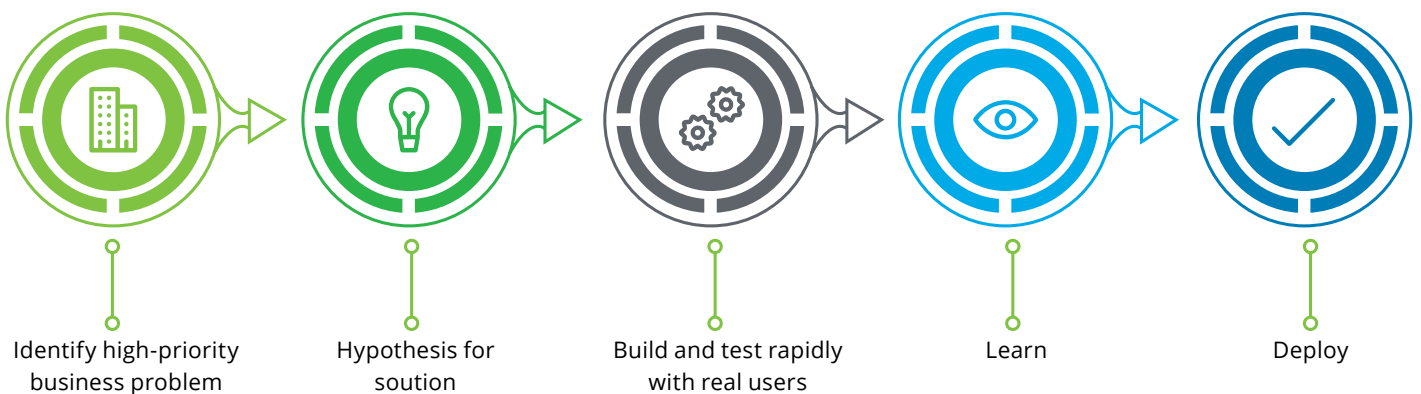 Identify high-priority
business problem
Hypothesis for
soution
Build and test rapidly
with real users
Learn
Deploy